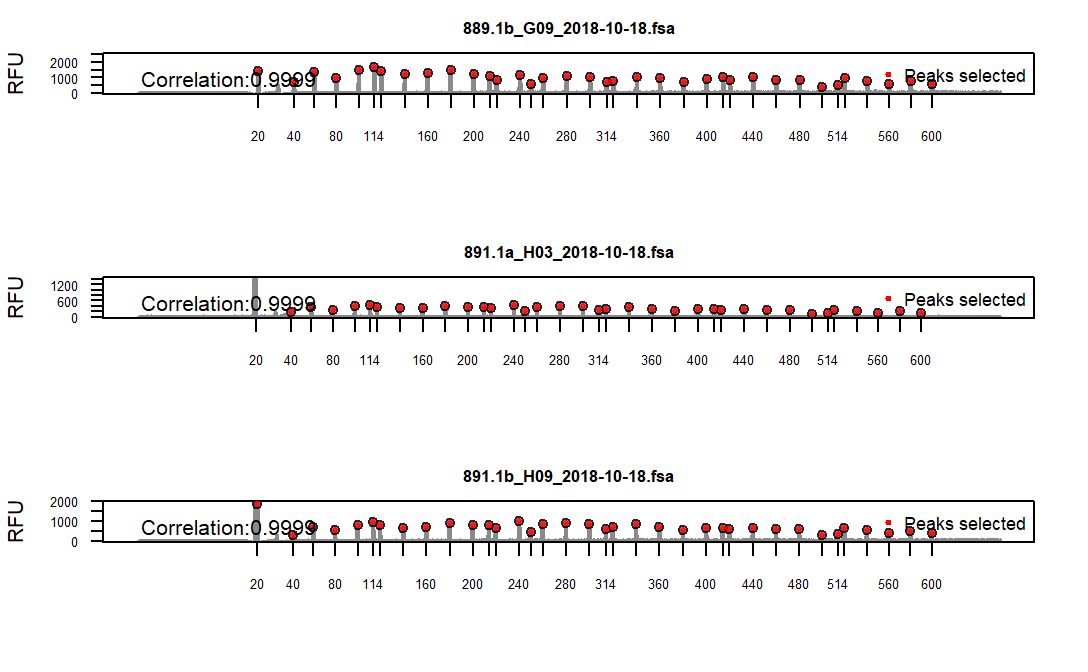 889.1b_G09_2018-10-18.fsa
RFU
2000
1000
0
Correlation:0.9999
Peaks selected
20 40 80 114 160 200 240 280 314 360 400 440 480 514 560 600
891.1a_H03_2018-10-18.fsa
RFU
1200
600
0
Correlation:0.9999
Peaks selected
20 40 80 114 160 200 240 280 314 360 400 440 480 514 560 600
891.1b_H09_2018-10-18.fsa
RFU
2000
1000
0
Correlation:0.9999
Peaks selected
20 40 80 114 160 200 240 280 314 360 400 440 480 514 560 600